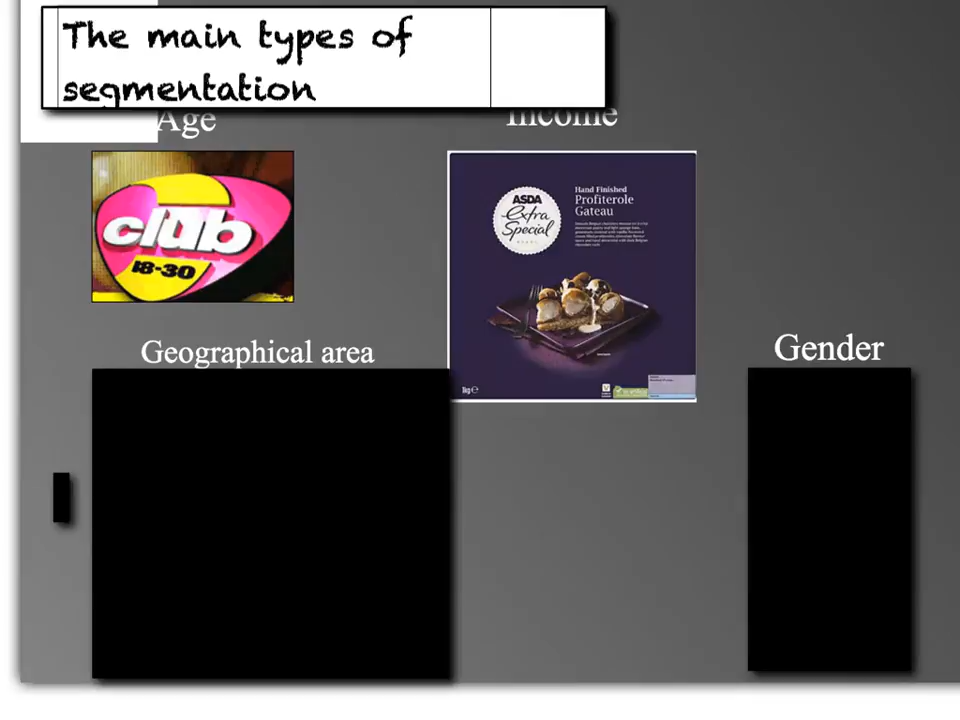 The main types of
segmentation
Age
Income
club
18-30
ASDA
Extra
Special
Hand Finished
Profiterole
Gateau
1kg e
Geographical area
Gender